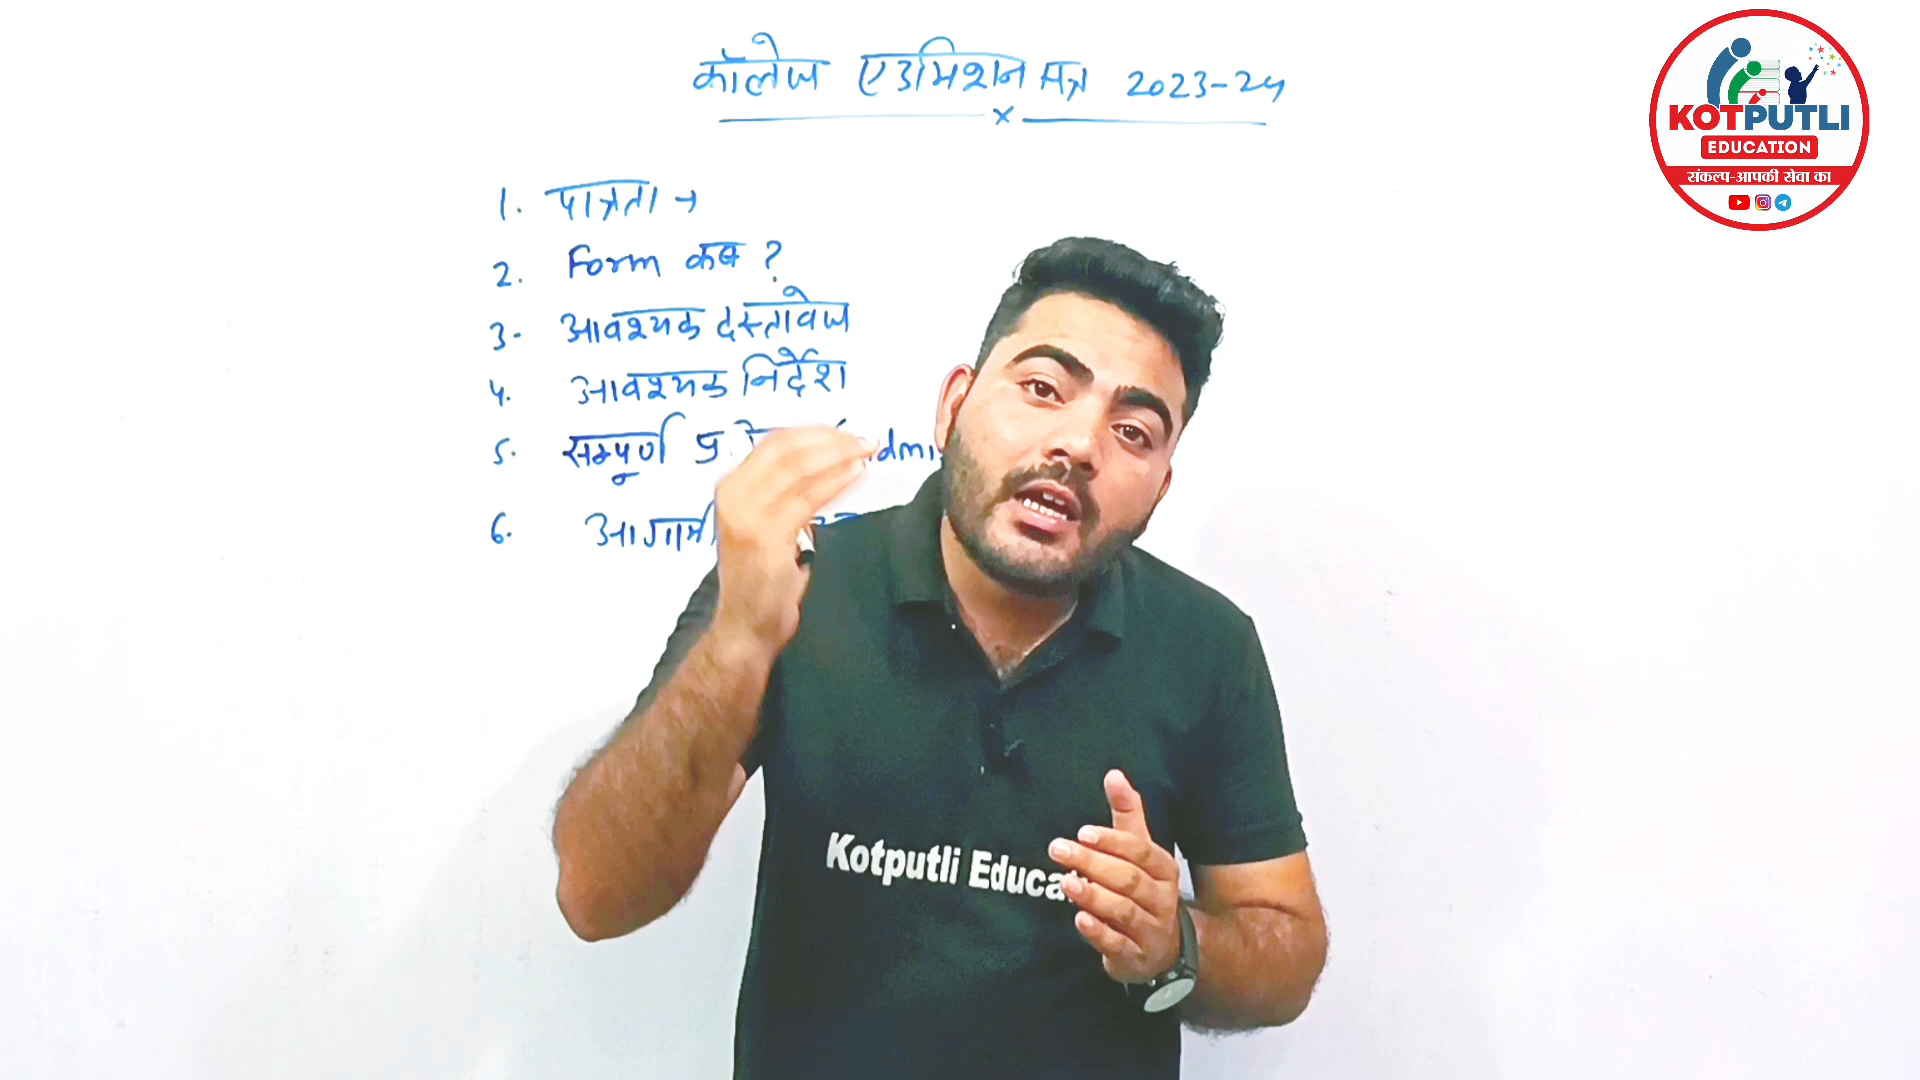 कॉलेज एडमिशन सत्र 2023-24
x
1. पात्रता →
2. Form कब ?
3- आवश्यक दस्तावेज
4. आवश्यक निर्देश
5. सम्पूर्ण
6. आगामी
KOTPUTLI
EDUCATION
संकल्प-आपकी सेवा का
Kotputli Educa